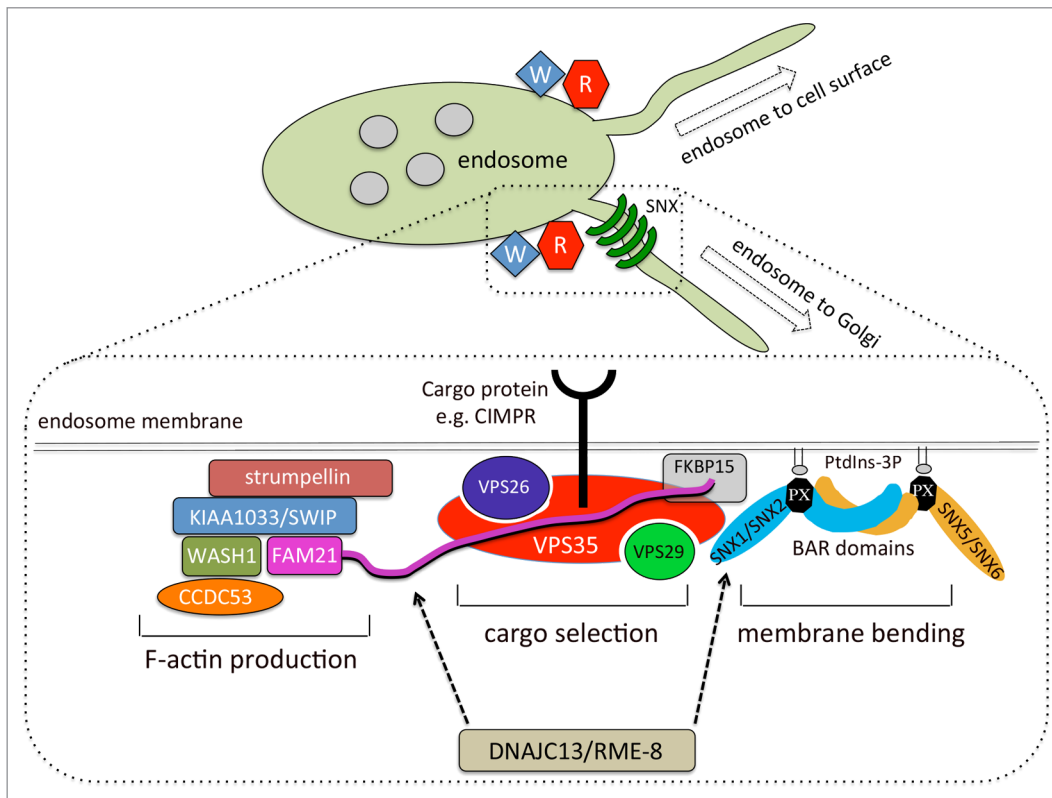 W
R
endosome
endosome to cell surface
SNX
W
R
endosome to Golgi
Cargo protein
e.g. CIMPR
endosome membrane
strumpellin
KIAA1033/SWIP
WASH1
FAM21
CCDC53
VPS26
VPS35
VPS29
FKBP15
PtdIns-3P
PX
PX
SNX1/SNX2
SNX5/SNX6
BAR domains
F-actin production
cargo selection
membrane bending
DNAJC13/RME-8